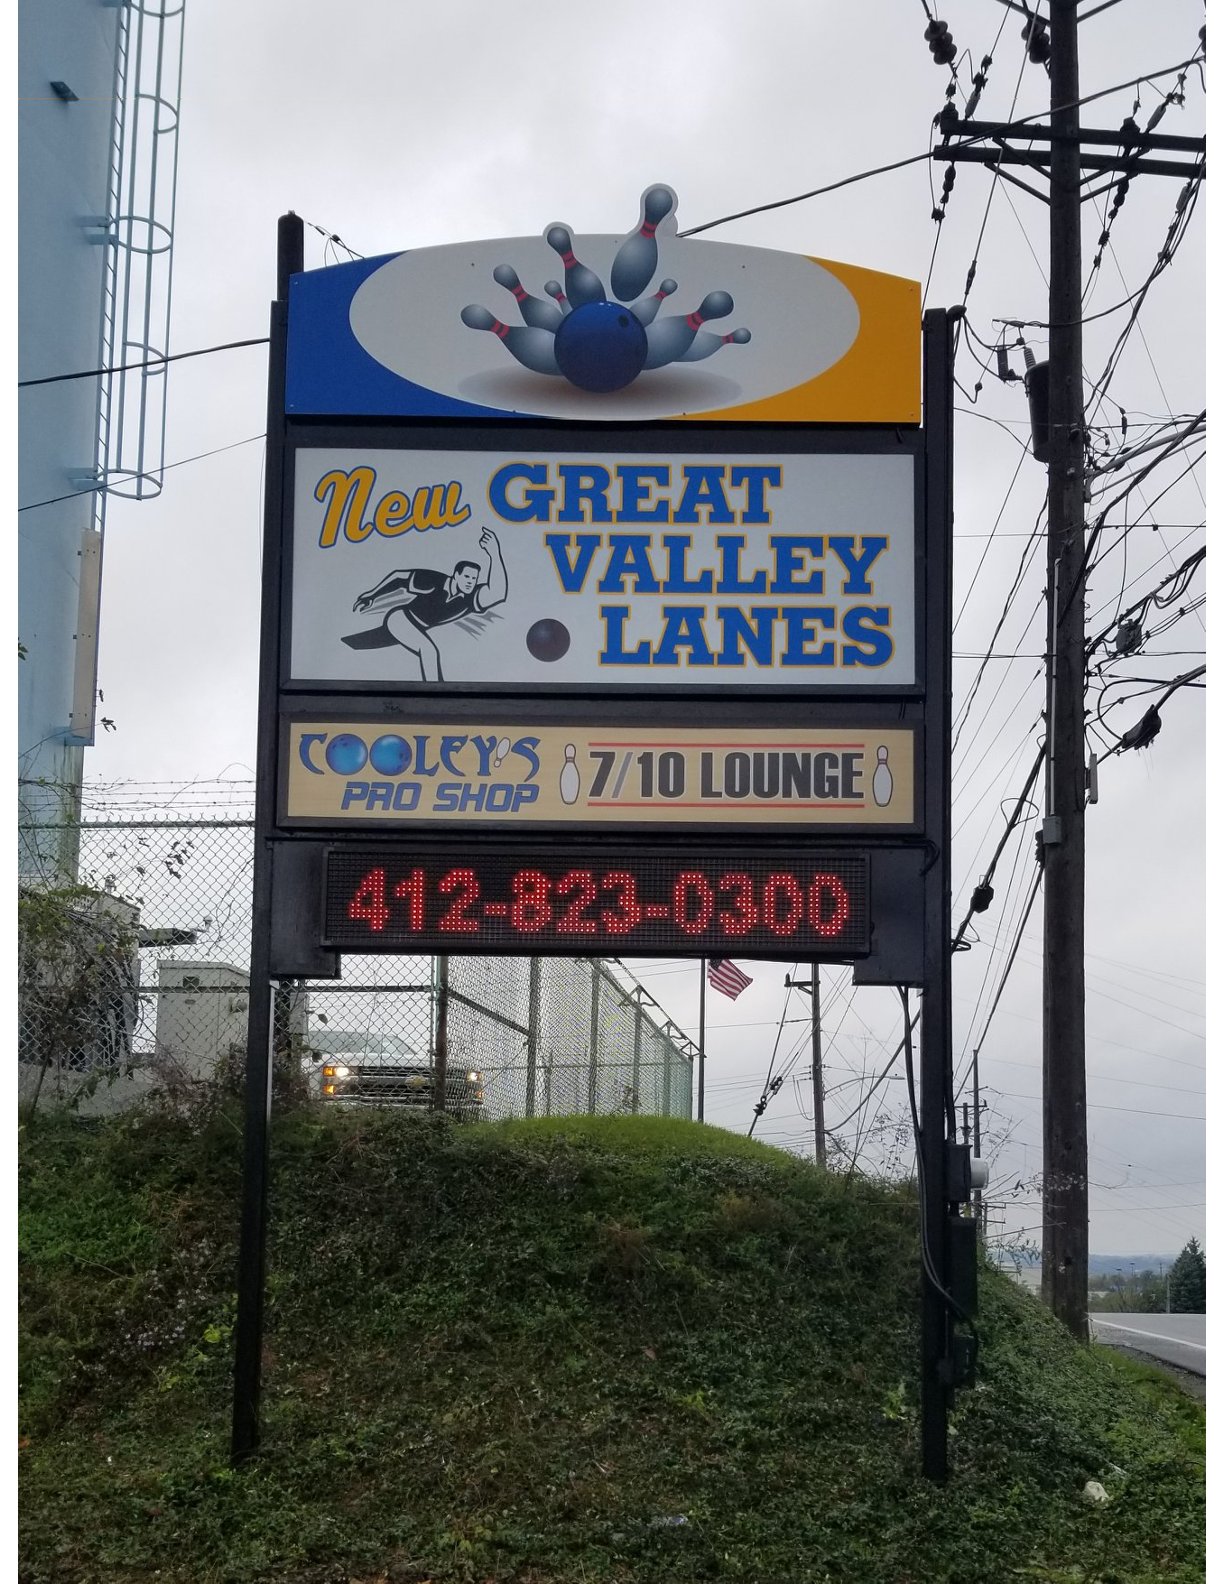 New GREAT
VALLEY
LANES
COOLEY'S
PRO SHOP
7/10 LOUNGE
412-823-0300